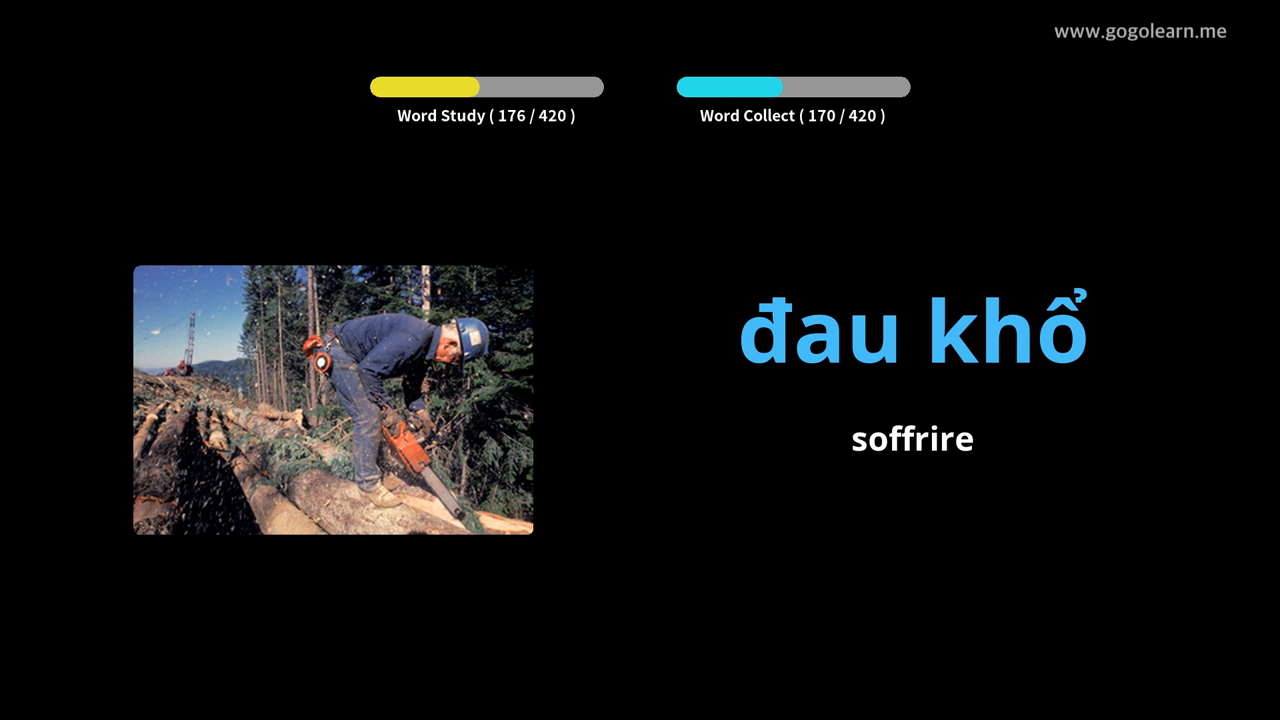 www.gogolearn.me
Word Study ( 176 / 420 )
Word Collect ( 170 / 420 )
đau khổ
soffrire